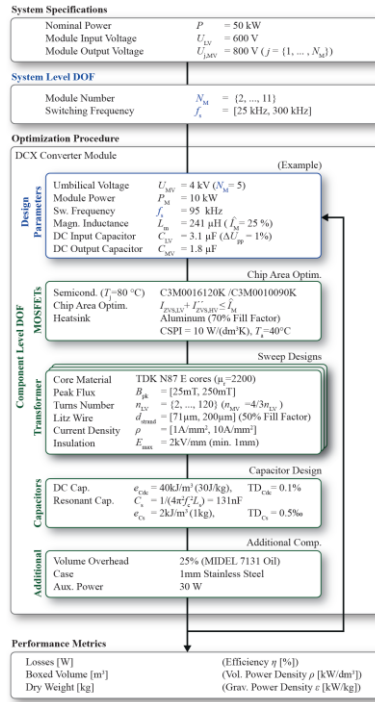 System Specifications
Nominal Power P = 50 kW
Module Input Voltage U_LV = 600 V
Module Output Voltage U_j,MV = 800 V (j = {1, ... , N_M})
System Level DOF
Module Number N_M = {2, ..., 11}
Switching Frequency f_s = [25 kHz, 300 kHz]
Optimization Procedure
DCX Converter Module
(Example)
Component Level DOF
Design Parameters
Umbilical Voltage U_MV = 4 kV (N_M = 5)
Module Power P_M = 10 kW
Sw. Frequency f_s = 95 kHz
Magn. Inductance L_m = 241 μH (Î_M = 25 %)
DC Input Capacitor C_LV = 3.1 μF (ΔU_pp = 1%)
DC Output Capacitor C_MV = 1.8 μF
Chip Area Optim.
MOSFETs
Semicond. (T_j=80 °C) C3M0016120K /C3M0010090K
Chip Area Optim. I_ZVS,LV + I''_ZVS,HV ≤ Î_M
Heatsink Aluminum (70% Fill Factor)
CSPI = 10 W/(dm³K), T_s=40°C
Sweep Designs
Transformer
Core Material TDK N87 E cores (μ_i=2200)
Peak Flux B_pk = [25mT, 250mT]
Turns Number n_LV = {2, ..., 120} (n_MV =4/3n_LV)
Litz Wire d_strand = [71μm, 200μm] (50% Fill Factor)
Current Density ρ = [1A/mm², 10A/mm²]
Insulation E_max = 2kV/mm (min. 1mm)
Capacitor Design
Capacitors
DC Cap. e_Cdc = 40kJ/m³ (30J/kg), TD_Cdc= 0.1%
Resonant Cap. C_s = 1/(4π²f_s²L_s) = 131nF
e_Cs = 2kJ/m³ (1kg), TD_Cs = 0.5‰
Additional Comp.
Additional
Volume Overhead 25% (MIDEL 7131 Oil)
Case 1mm Stainless Steel
Aux. Power 30 W
Performance Metrics
Losses [W] (Efficiency η [%])
Boxed Volume [m³] (Vol. Power Density ρ [kW/dm³])
Dry Weight [kg] (Grav. Power Density ε [kW/kg])